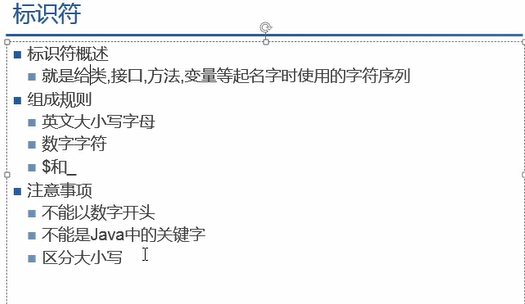 标识符
标识符概述
就是给类,接口,方法,变量等起名字时使用的字符序列
组成规则
英文大小写字母
数字字符
$和_
注意事项
不能以数字开头
不能是Java中的关键字
区分大小写